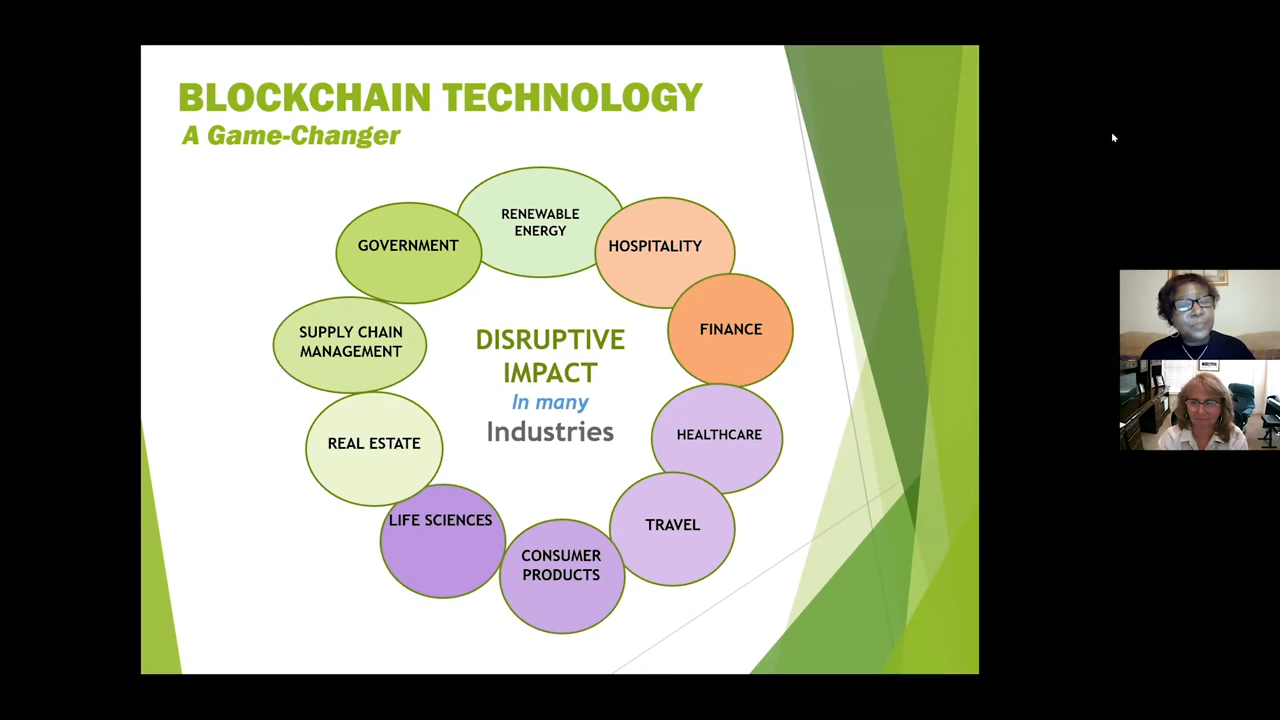 BLOCKCHAIN TECHNOLOGY
A Game-Changer
RENEWABLE
ENERGY
HOSPITALITY
FINANCE
HEALTHCARE
TRAVEL
CONSUMER
PRODUCTS
LIFE SCIENCES
REAL ESTATE
SUPPLY CHAIN
MANAGEMENT
GOVERNMENT
DISRUPTIVE
IMPACT
In many
Industries